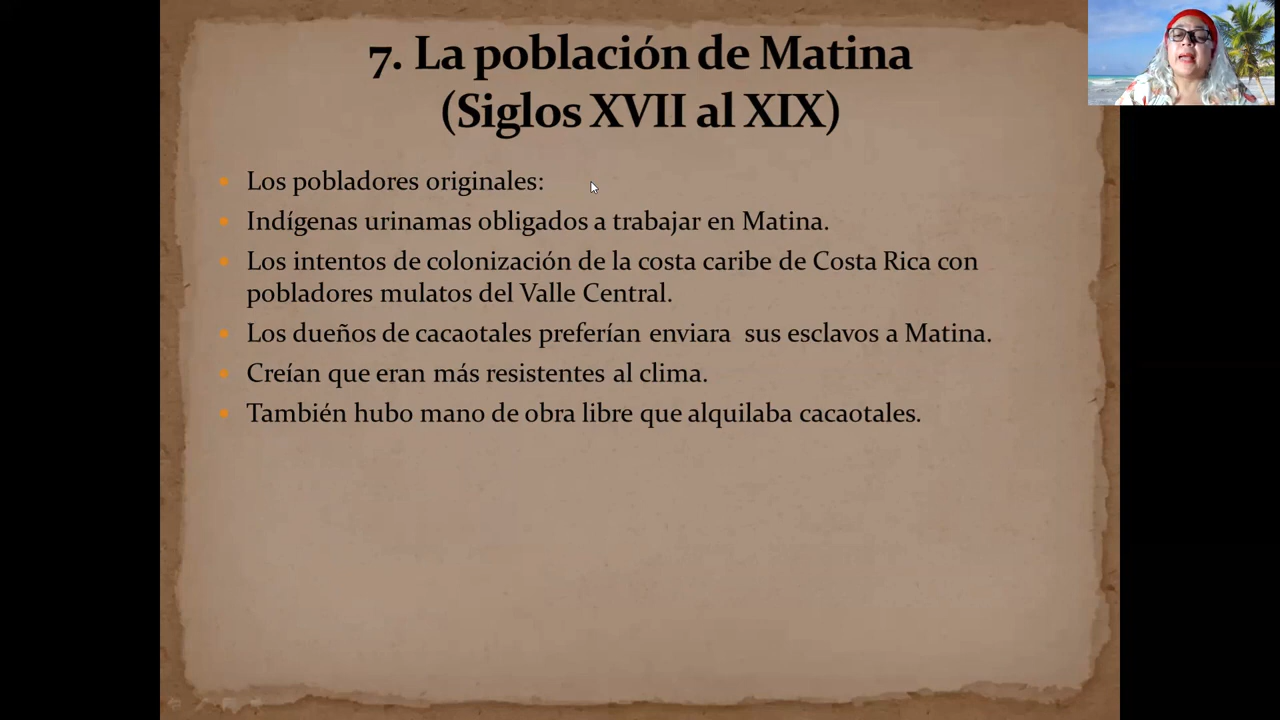 7. La población de Matina
(Siglos XVII al XIX)
Los pobladores originales:
Indígenas urinamas obligados a trabajar en Matina.
Los intentos de colonización de la costa caribe de Costa Rica con
pobladores mulatos del Valle Central.
Los dueños de cacaotales preferían enviara  sus esclavos a Matina.
Creían que eran más resistentes al clima.
También hubo mano de obra libre que alquilaba cacaotales.